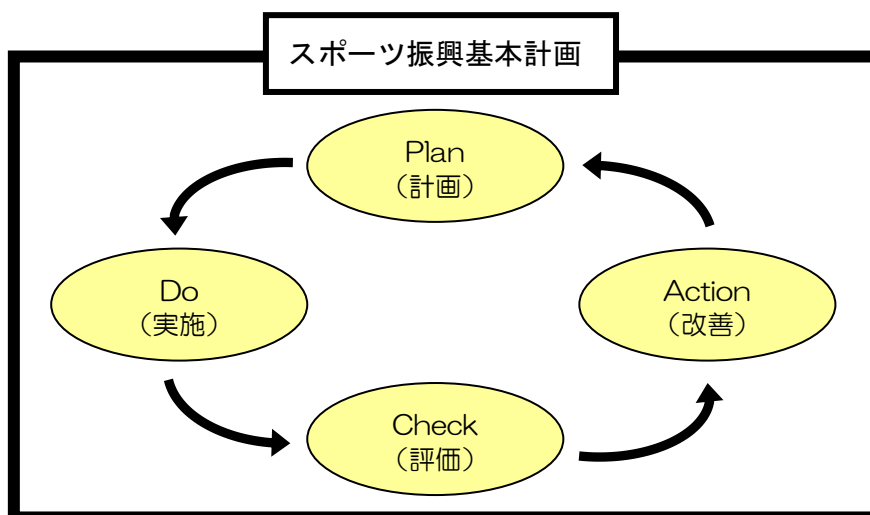 スポーツ振興基本計画
Plan
（計画）
Do
（実施）
Check
（評価）
Action
（改善）